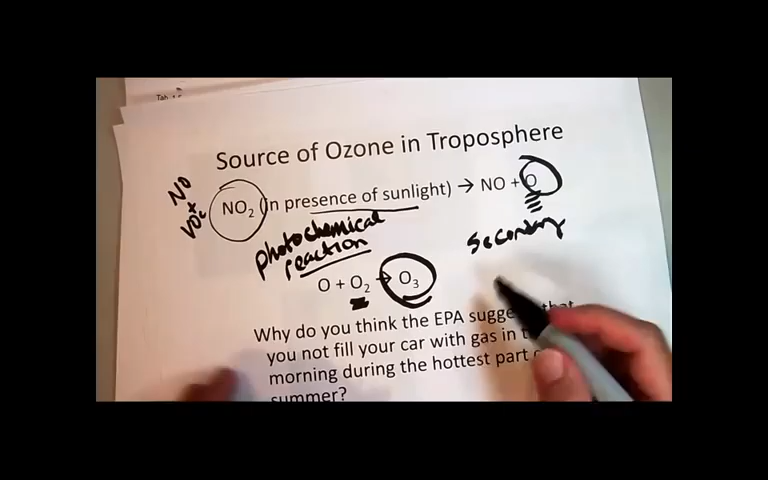 Source of Ozone in Troposphere
NO
VOC
NO₂ (in presence of sunlight) → NO + O
photochemical
reaction
Secondary
O + O₂ → O₃
Why do you think the EPA that
you not fill your car with gas in
morning during the hottest part
summer?